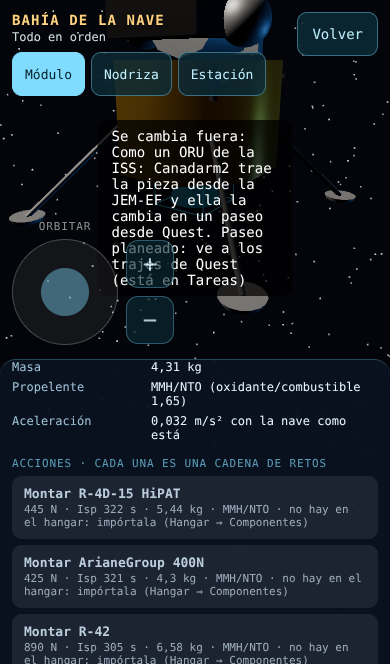 BAHÍA DE LA NAVE
Todo en orden
Volver
Módulo
Nodriza
Estación
Se cambia fuera:
Como un ORU de la
ISS: Canadarm2 trae
la pieza desde la
JEM-EF y ella la
cambia en un paseo
desde Quest. Paseo
planeado: ve a los
trajes de Quest
(está en Tareas)
ORBITAR
+
−
Masa
4,31 kg
Propelente
MMH/NTO (oxidante/combustible
1,65)
Aceleración
0,032 m/s² con la nave como
está
ACCIONES · CADA UNA ES UNA CADENA DE RETOS
Montar R-4D-15 HiPAT
445 N · Isp 322 s · 5,44 kg · MMH/NTO · no hay en
el hangar: impórtala (Hangar → Componentes)
Montar ArianeGroup 400N
425 N · Isp 321 s · 4,3 kg · MMH/NTO · no hay en el
hangar: impórtala (Hangar → Componentes)
Montar R-42
890 N · Isp 305 s · 6,58 kg · MMH/NTO · no hay en
el hangar: impórtala (Hangar → Componentes)